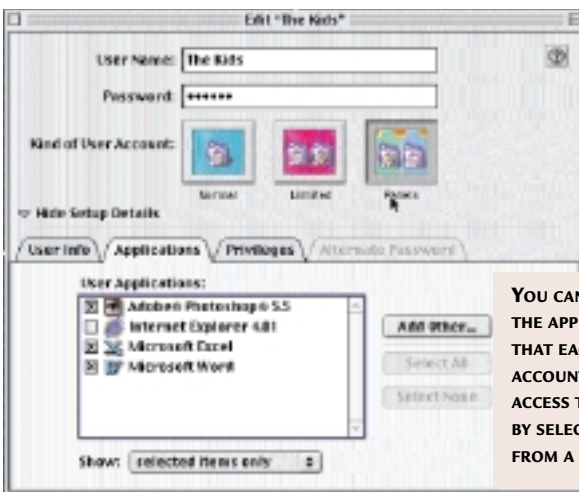 Edit "The Kids"
User Name: The Kids
Password: ••••••
Kind of User Account:
Normal Limited Panels
Hide Setup Details
User Info Applications Privileges Alternate Password
User Applications:
Adobe® Photoshop® 5.5
Internet Explorer 4.01
Microsoft Excel
Microsoft Word
Add Other...
Select All
Select None
Show: selected items only
YOU CAN
THE APP
THAT EA
ACCOUNT
ACCESS T
BY SELEC
FROM A